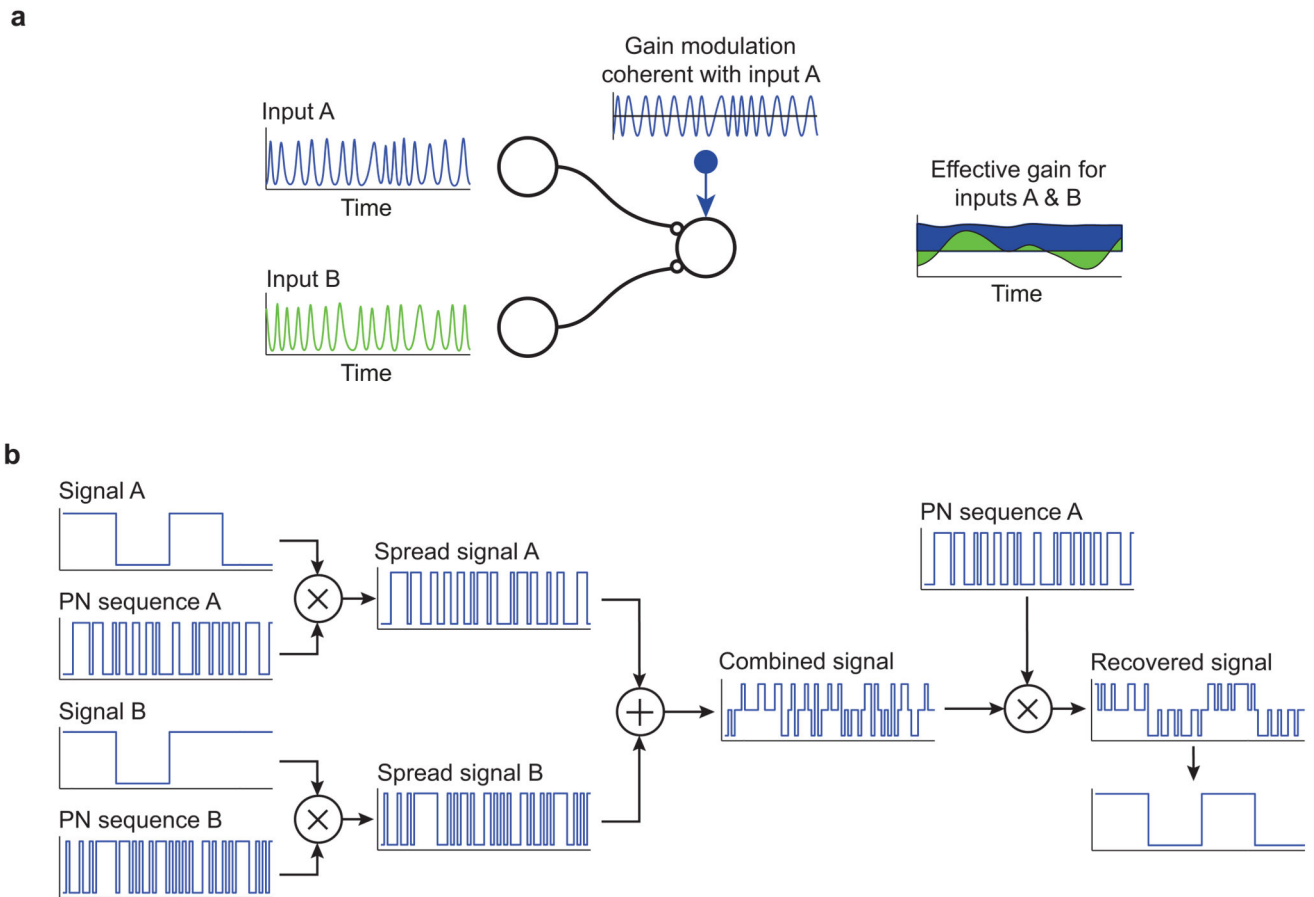 a
Gain modulation
coherent with input A
Input A
Time
Effective gain for
inputs A & B
Time
Input B
Time
b
Signal A
PN sequence A
Spread signal A
PN sequence A
Combined signal
Recovered signal
Signal B
Spread signal B
PN sequence B